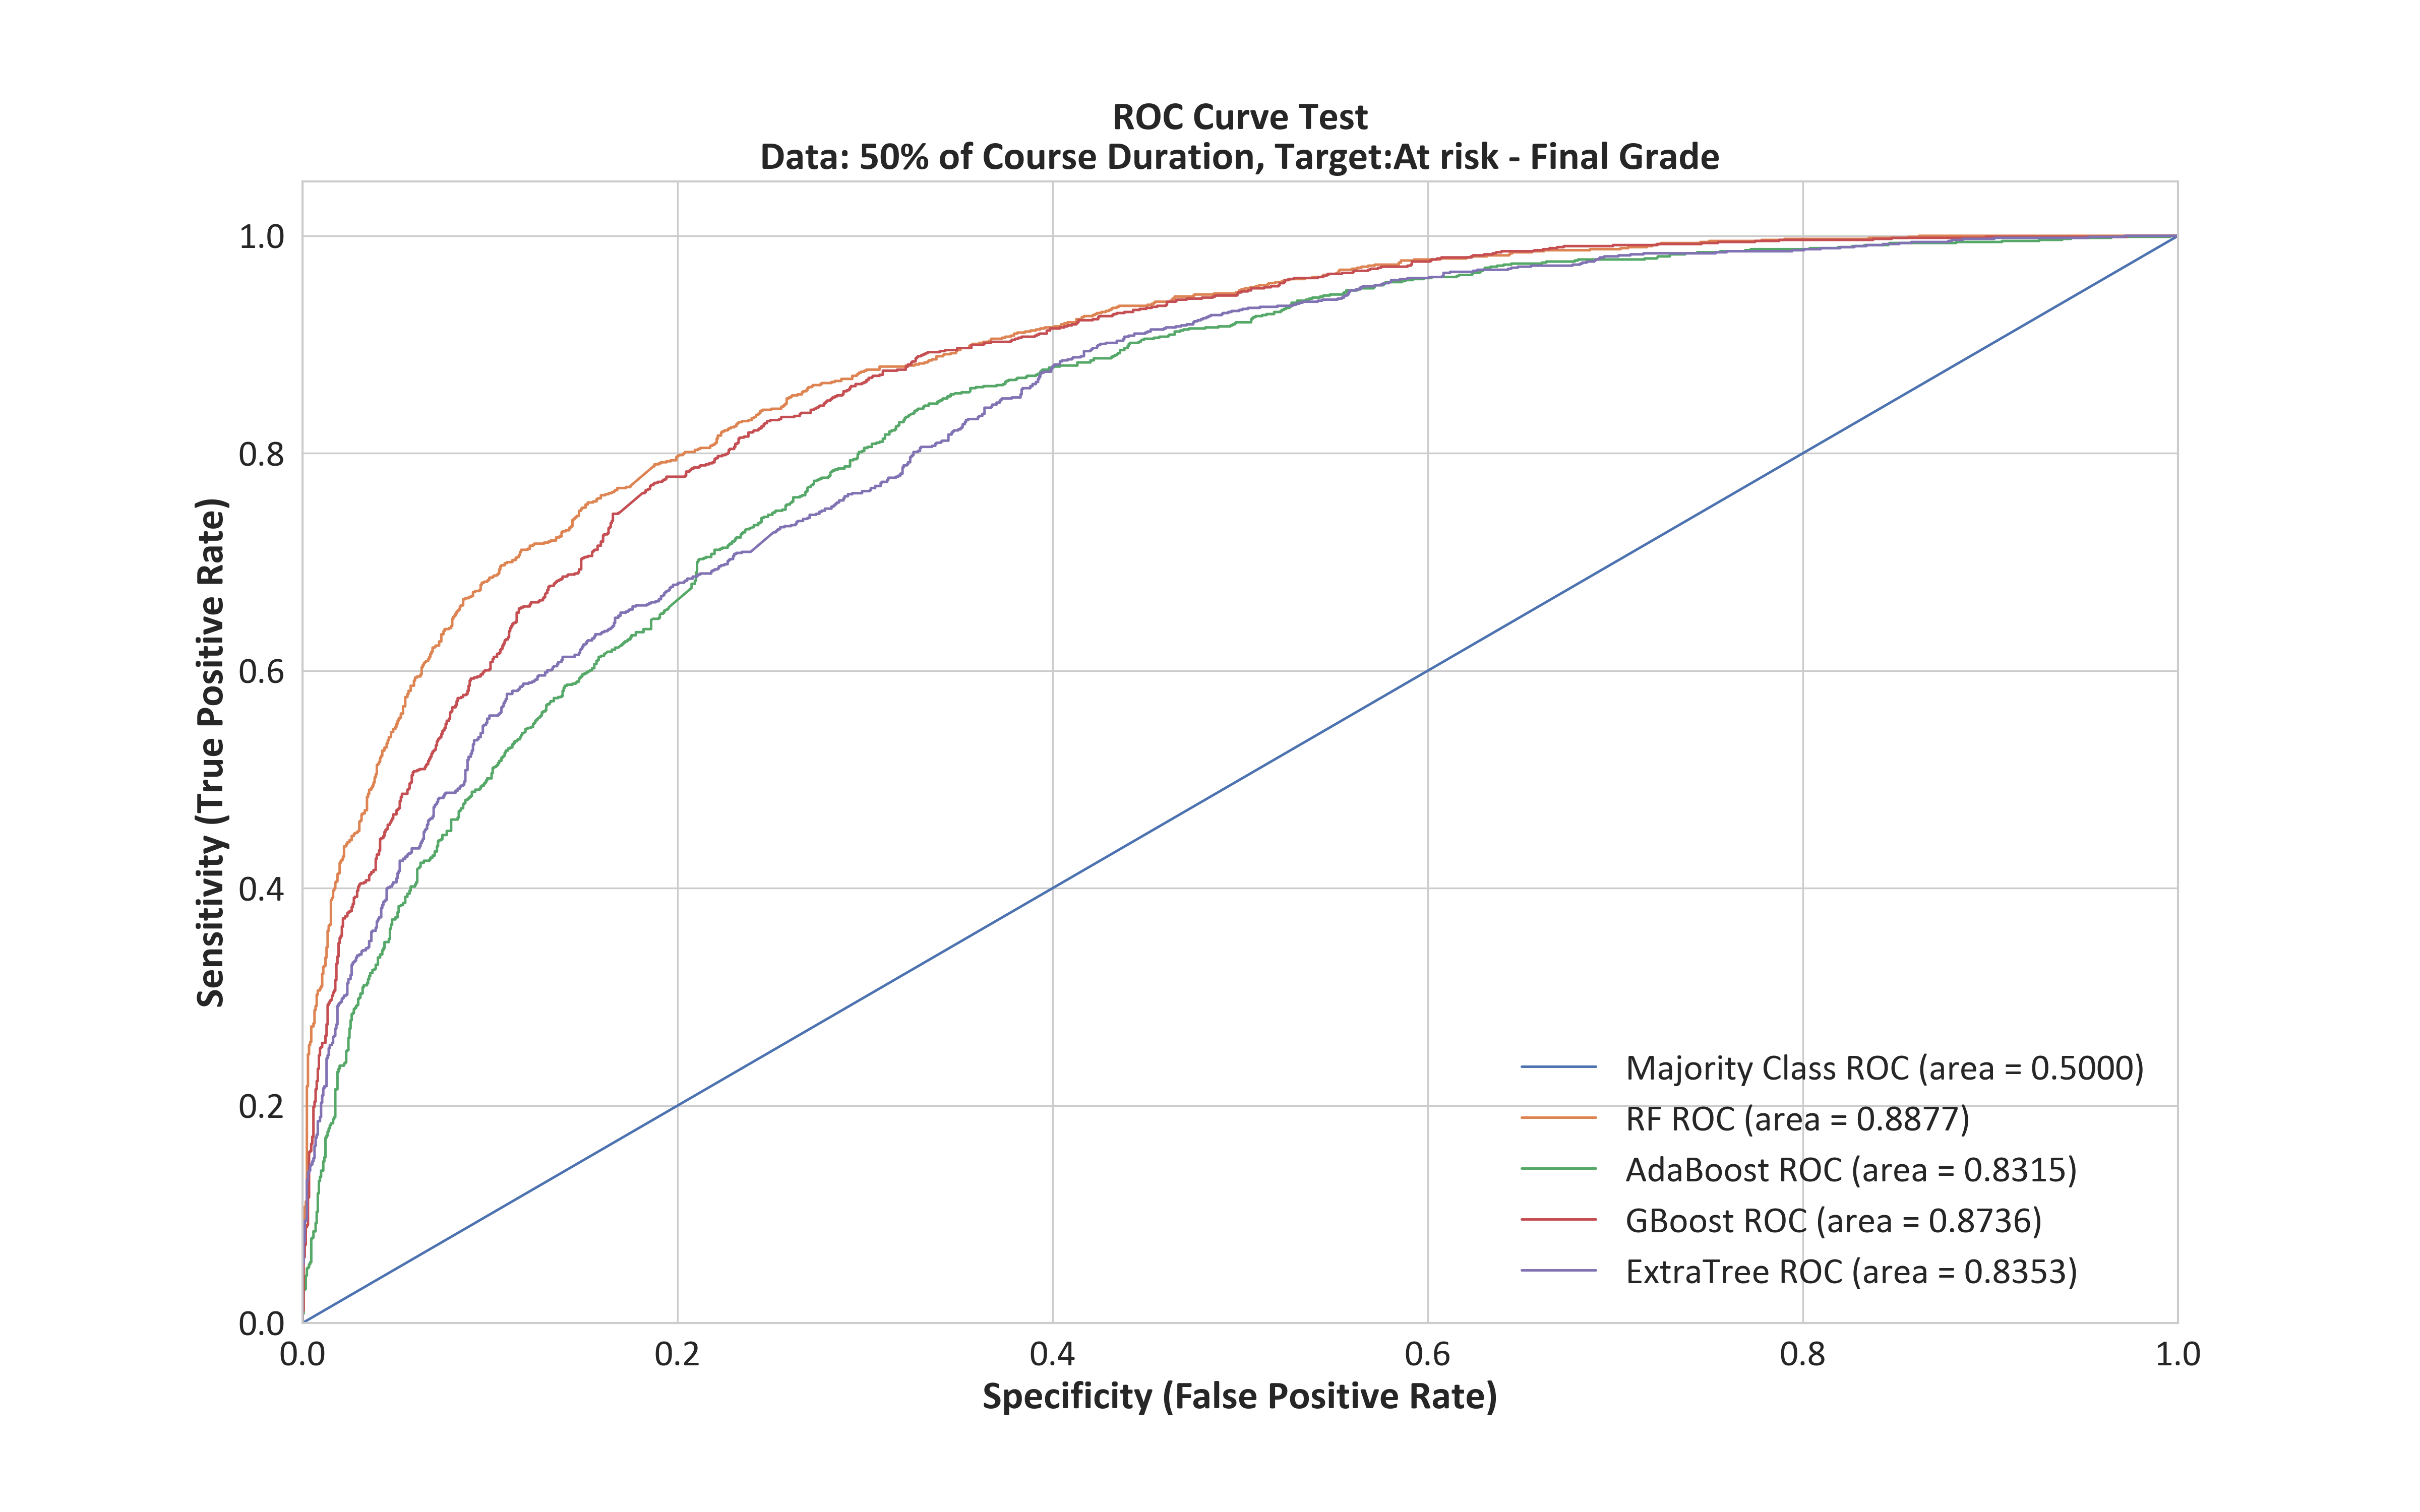 ROC Curve Test
Data: 50% of Course Duration, Target:At risk - Final Grade
Sensitivity (True Positive Rate)
1.0
0.8
0.6
0.4
0.2
0.0
Majority Class ROC (area = 0.5000)
RF ROC (area = 0.8877)
AdaBoost ROC (area = 0.8315)
GBoost ROC (area = 0.8736)
ExtraTree ROC (area = 0.8353)
0.0 0.2 0.4 0.6 0.8 1.0
Specificity (False Positive Rate)